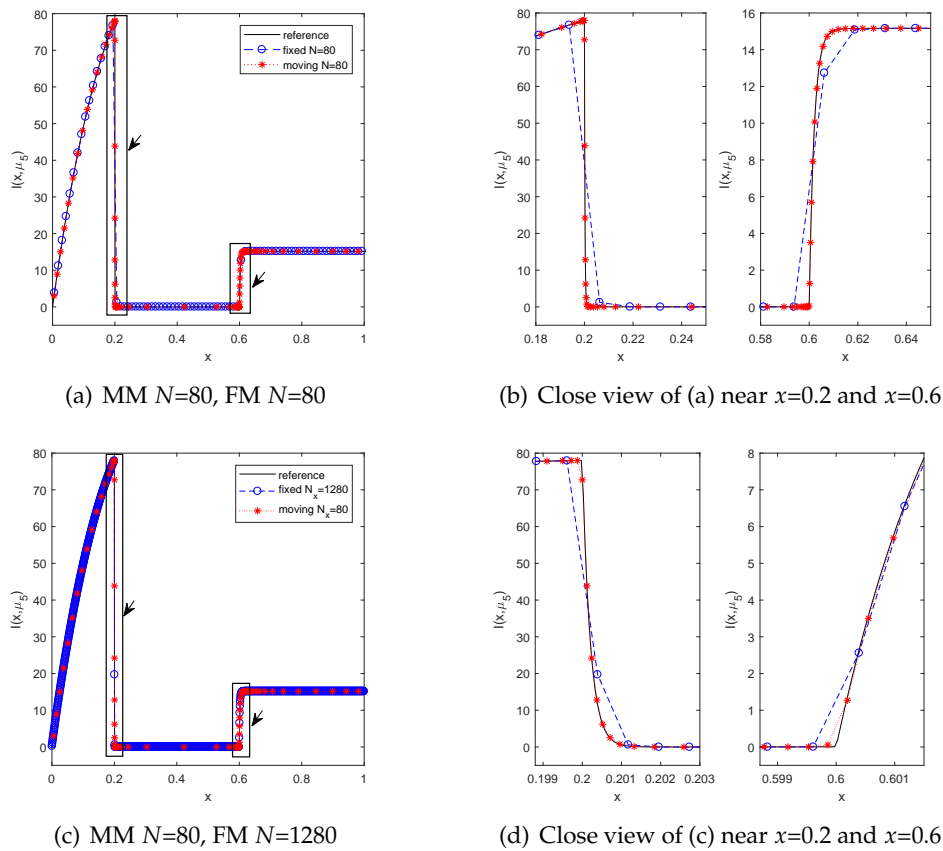 80
70
60
50
40
30
20
10
0
I(x,μ5)
reference
fixed N=80
moving N=80
0 0.2 0.4 0.6 0.8 1
x
(a) MM N=80, FM N=80
80
70
60
50
40
30
20
10
0
I(x,μ5)
0.18 0.2 0.22 0.24
x
15
10
5
0
I(x,μ5)
0.58 0.6 0.62 0.64
x
(b) Close view of (a) near x=0.2 and x=0.6
80
70
60
50
40
30
20
10
0
I(x,μ5)
reference
fixed Nx=1280
moving Nx=80
0 0.2 0.4 0.6 0.8 1
x
(c) MM N=80, FM N=1280
80
70
60
50
40
30
20
10
0
I(x,μ5)
0.199 0.2 0.201 0.202 0.203
x
8
7
6
5
4
3
2
1
0
I(x,μ5)
0.599 0.6 0.601
x
(d) Close view of (c) near x=0.2 and x=0.6